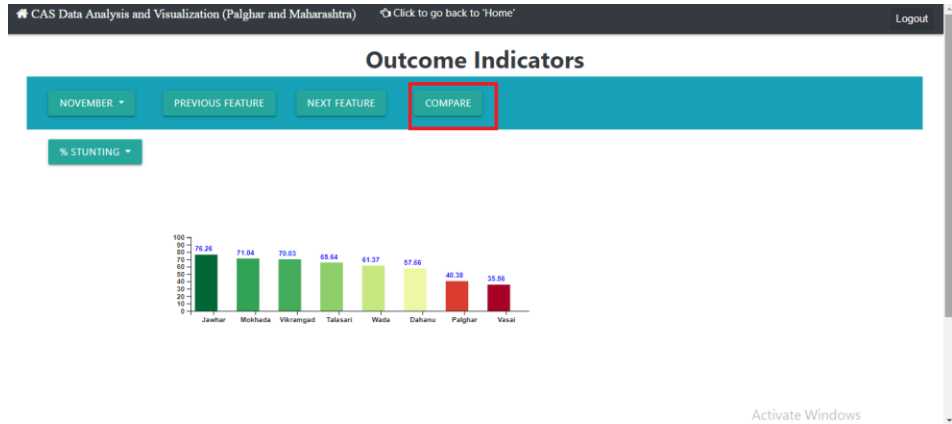 CAS Data Analysis and Visualization (Palghar and Maharashtra) Click to go back to 'Home' Logout
Outcome Indicators
NOVEMBER PREVIOUS FEATURE NEXT FEATURE COMPARE
% STUNTING
100
90
80
70
60
50
40
30
20
10
0
76.26 71.04 70.03 65.64 61.37 57.66 40.38 35.56
Jawhar Mokhada Vikramgad Talasari Wada Dahanu Palghar Vasai
Activate Windows